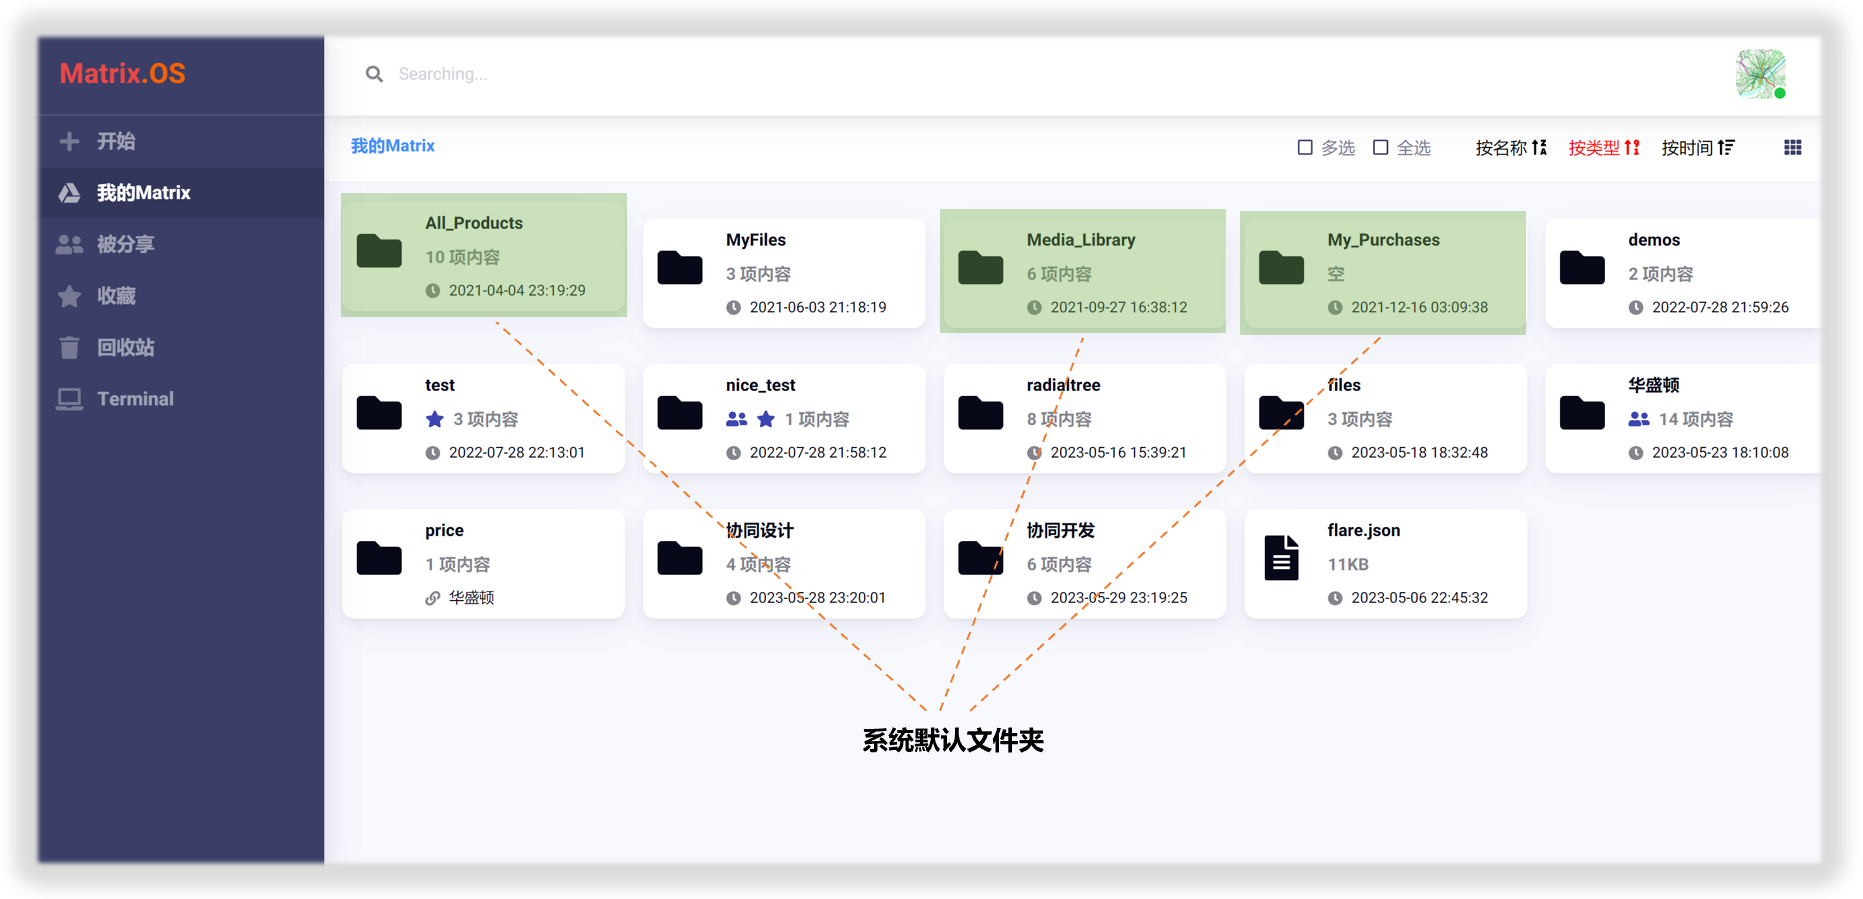 Matrix.OS
开始
我的Matrix
被分享
收藏
回收站
Terminal
Searching...
我的Matrix
多选 全选 按名称 按类型 按时间
All_Products
10 项内容
2021-04-04 23:19:29
MyFiles
3 项内容
2021-06-03 21:18:19
Media_Library
6 项内容
2021-09-27 16:38:12
My_Purchases
空
2021-12-16 03:09:38
demos
2 项内容
2022-07-28 21:59:26
test
3 项内容
2022-07-28 22:13:01
nice_test
1 项内容
2022-07-28 21:58:12
radialtree
8 项内容
2023-05-16 15:39:21
files
3 项内容
2023-05-18 18:32:48
华盛顿
14 项内容
2023-05-23 18:10:08
price
1 项内容
华盛顿
协同设计
4 项内容
2023-05-28 23:20:01
协同开发
6 项内容
2023-05-29 23:19:25
flare.json
11KB
2023-05-06 22:45:32
系统默认文件夹